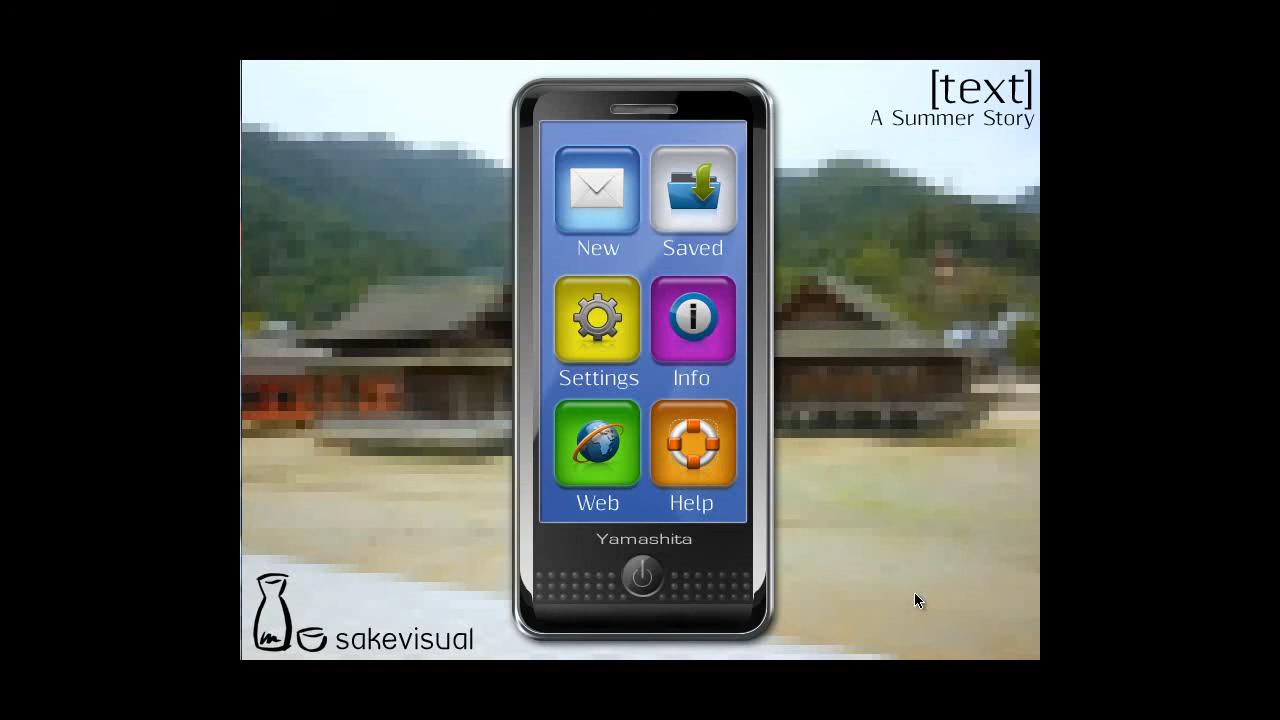 [text]
A Summer Story
New
Saved
Settings
Info
Web
Help
Yamashita
sakevisual